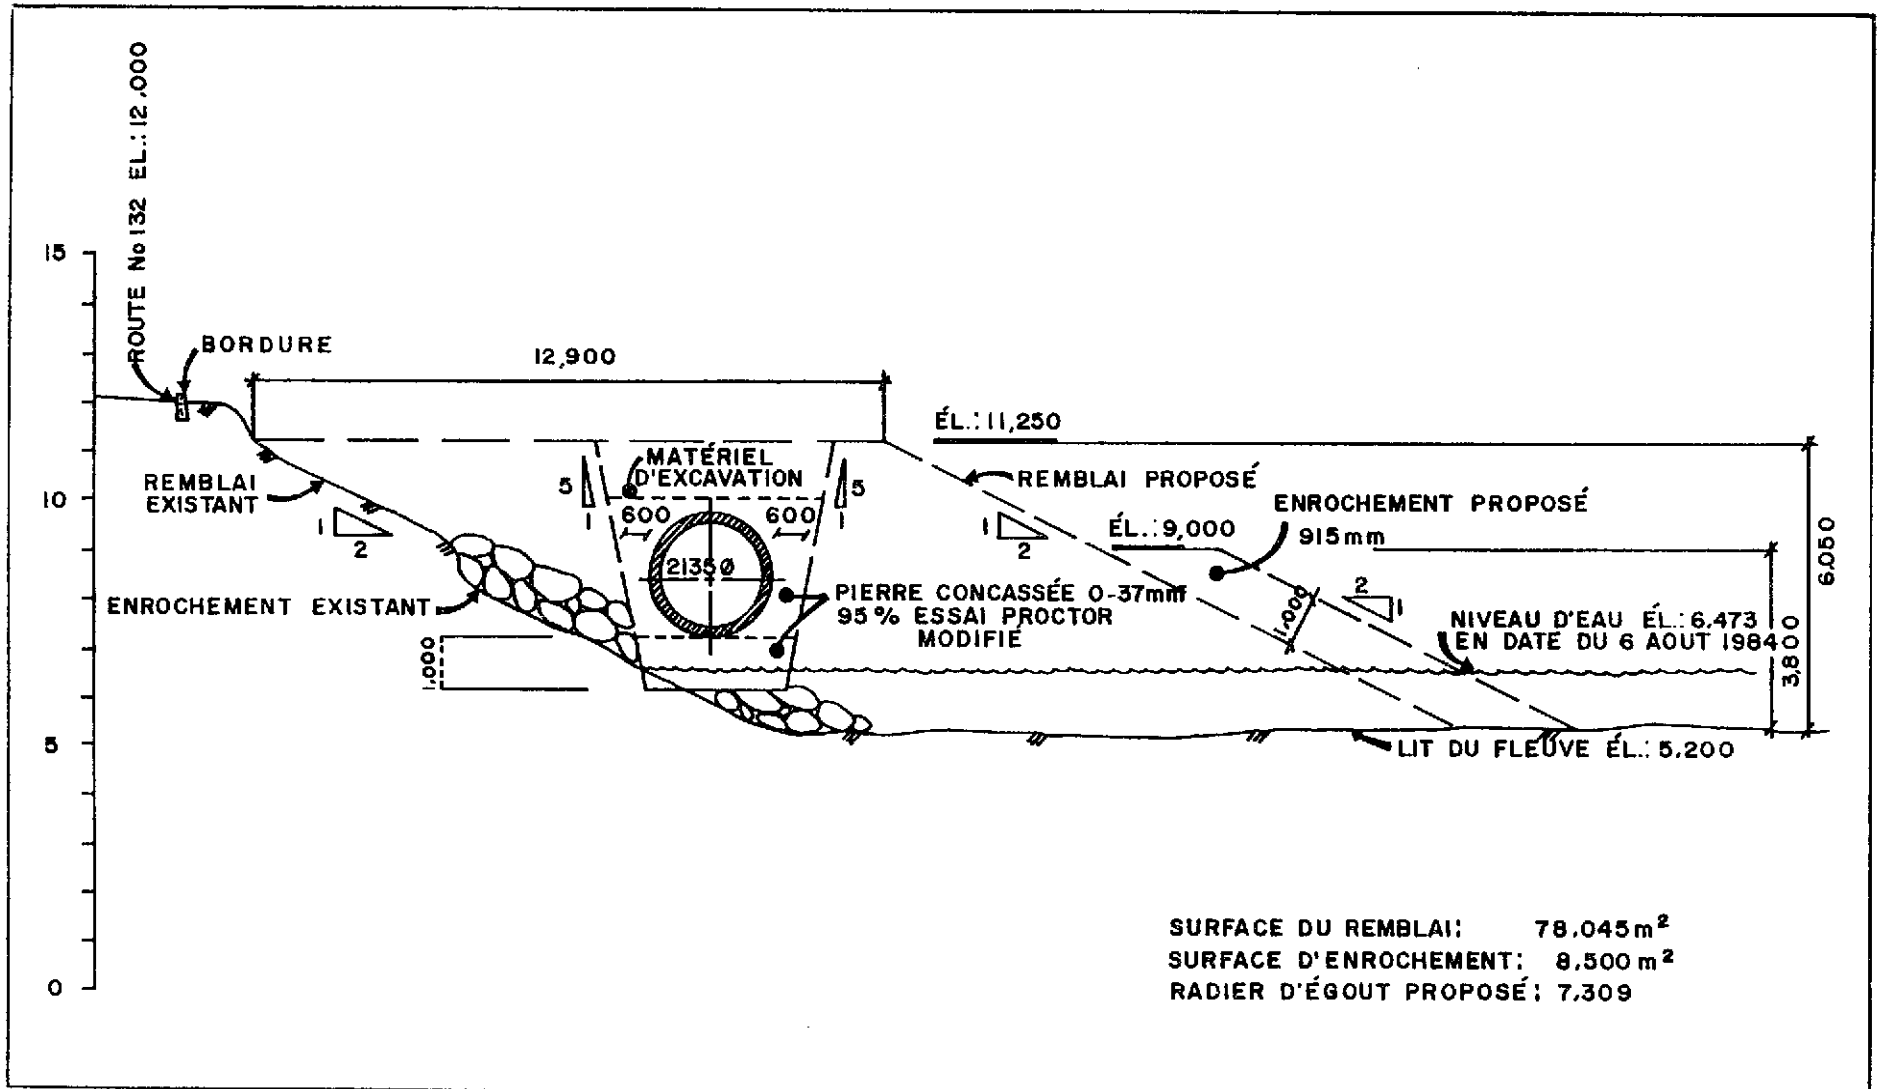 ROUTE No 132 EL.: 12,000
BORDURE
12,900
ÉL.: 11,250
15
10
5
0
REMBLAI
EXISTANT
1
2
ENROCHEMENT EXISTANT
1,000
MATÉRIEL
D'EXCAVATION
5
1
5
1
600
600
21350
PIERRE CONCASSÉE 0-37mm
95% ESSAI PROCTOR
MODIFIÉ
REMBLAI PROPOSÉ
1
2
ÉL.: 9,000
ENROCHEMENT PROPOSÉ
915mm
1,000
2
1
NIVEAU D'EAU ÉL.: 6.473
EN DATE DU 6 AOUT 1984
3,800
6,050
LIT DU FLEUVE ÉL.: 5,200
SURFACE DU REMBLAI: 78.045m²
SURFACE D'ENROCHEMENT: 8,500 m²
RADIER D'ÉGOUT PROPOSÉ: 7,309